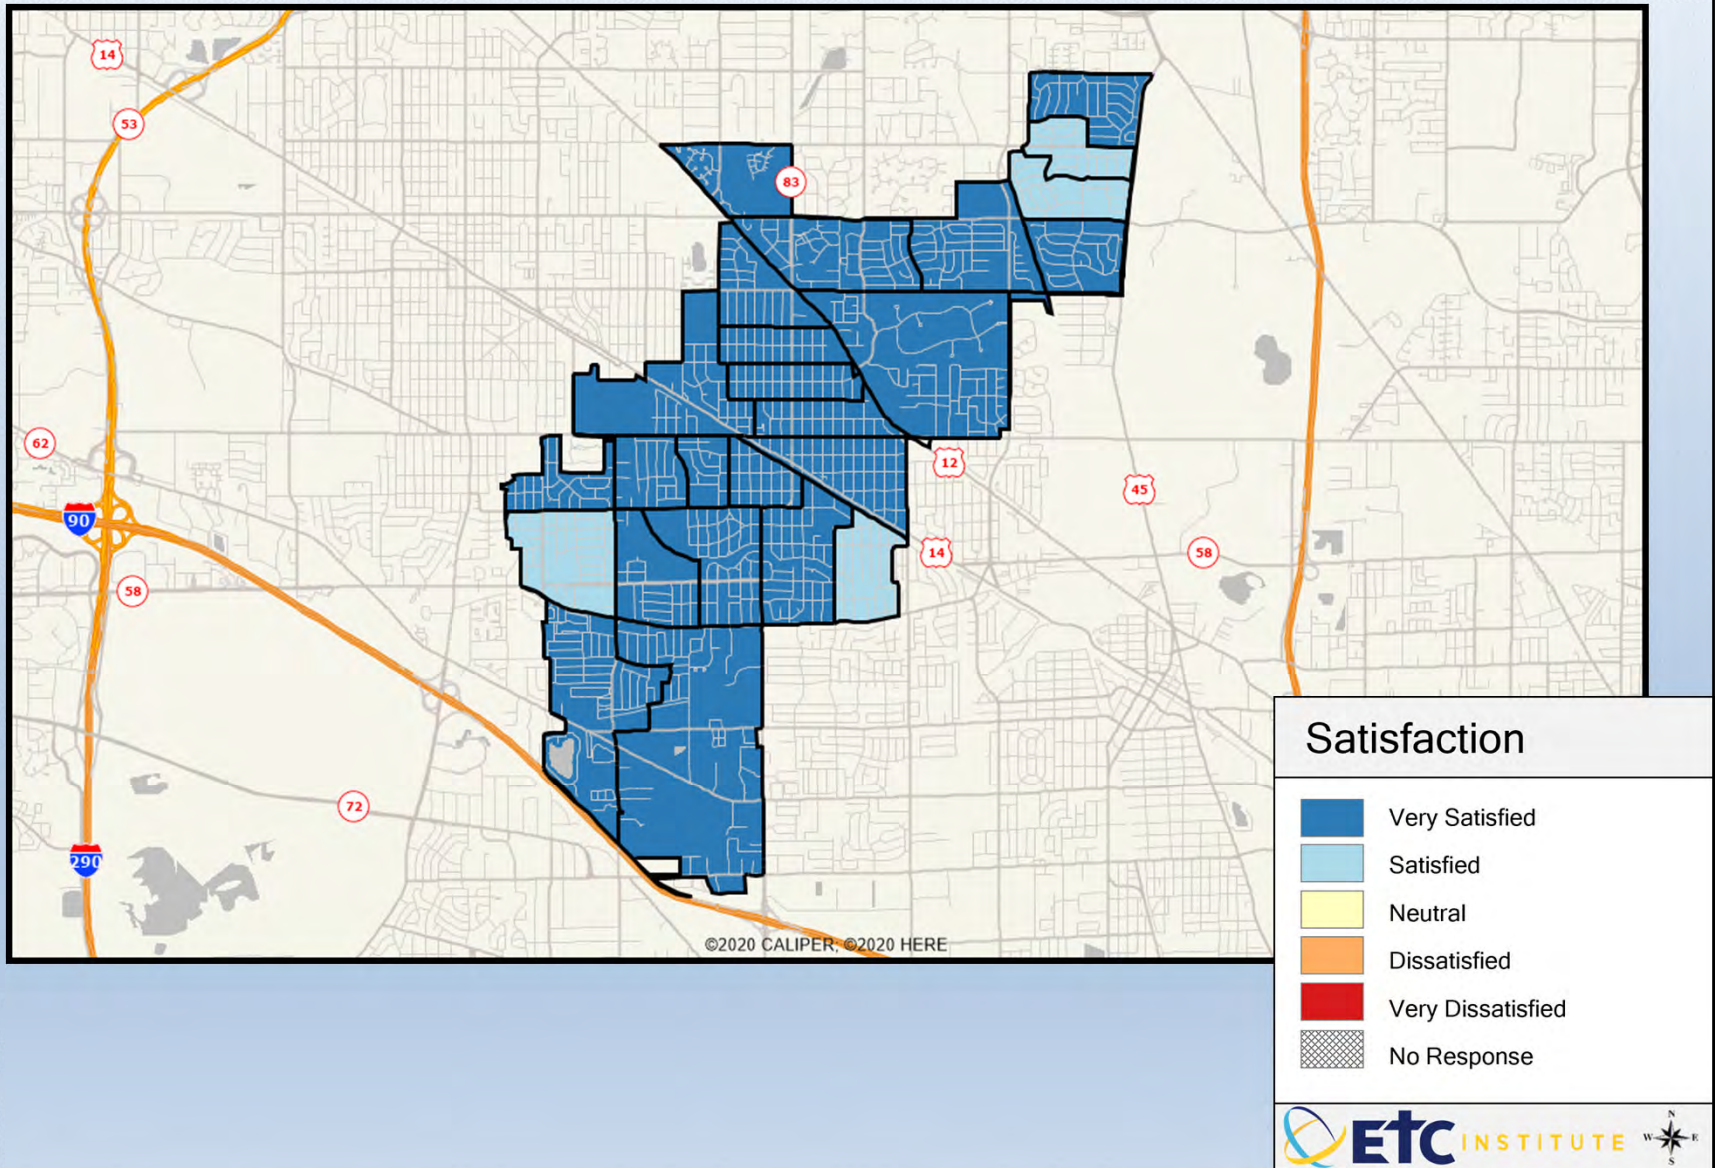 14
53
83
62
12
45
90
14
58
58
72
290
©2020 CALIPER; ©2020 HERE
Satisfaction
Very Satisfied
Satisfied
Neutral
Dissatisfied
Very Dissatisfied
No Response
ETC INSTITUTE
N
W E
S